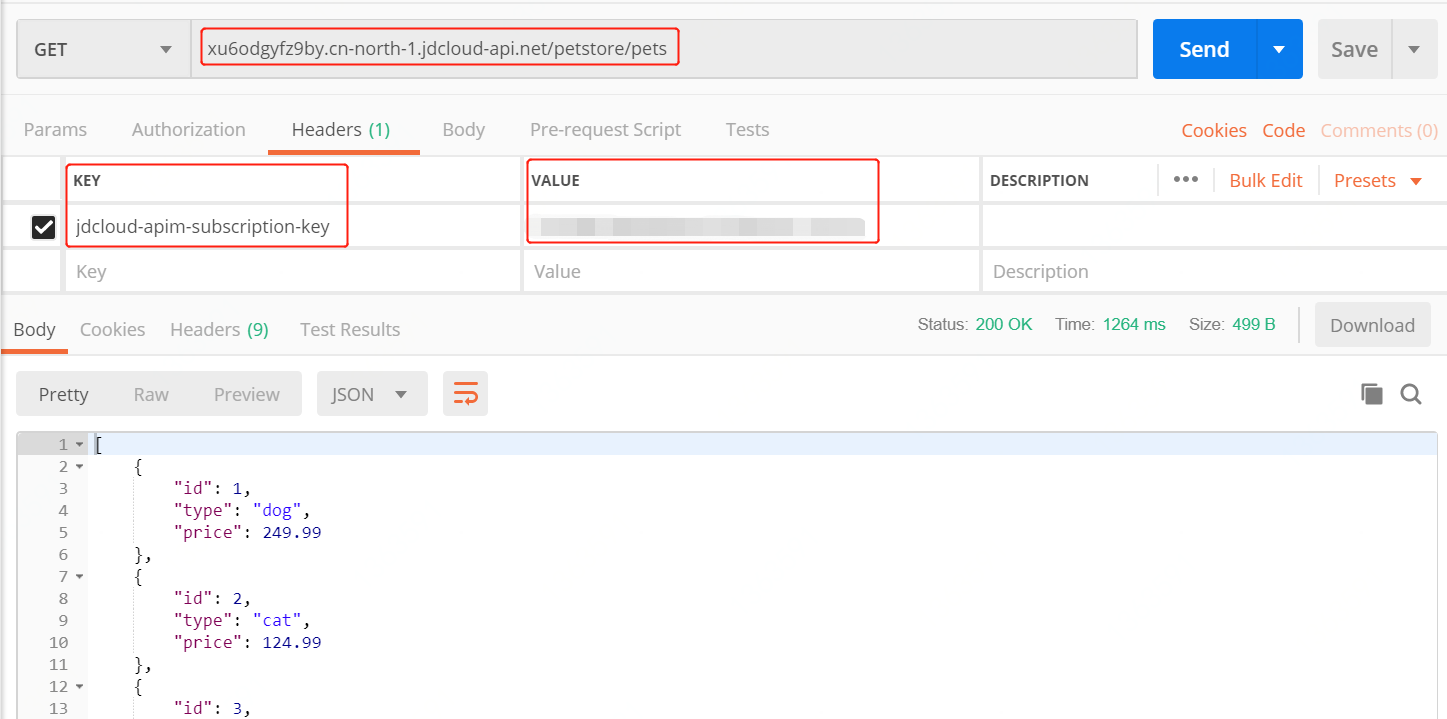 GET xu6odgyfz9by.cn-north-1.jdcloud-api.net/petstore/pets Send Save
Params Authorization Headers (1) Body Pre-request Script Tests Cookies Code Comments (0)
KEY VALUE DESCRIPTION ••• Bulk Edit Presets
jdcloud-apim-subscription-key
Key Value Description
Body Cookies Headers (9) Test Results Status: 200 OK Time: 1264 ms Size: 499 B Download
Pretty Raw Preview JSON
1 [
2 {
3 "id": 1,
4 "type": "dog",
5 "price": 249.99
6 },
7 {
8 "id": 2,
9 "type": "cat",
10 "price": 124.99
11 },
12 {
13 "id": 3,